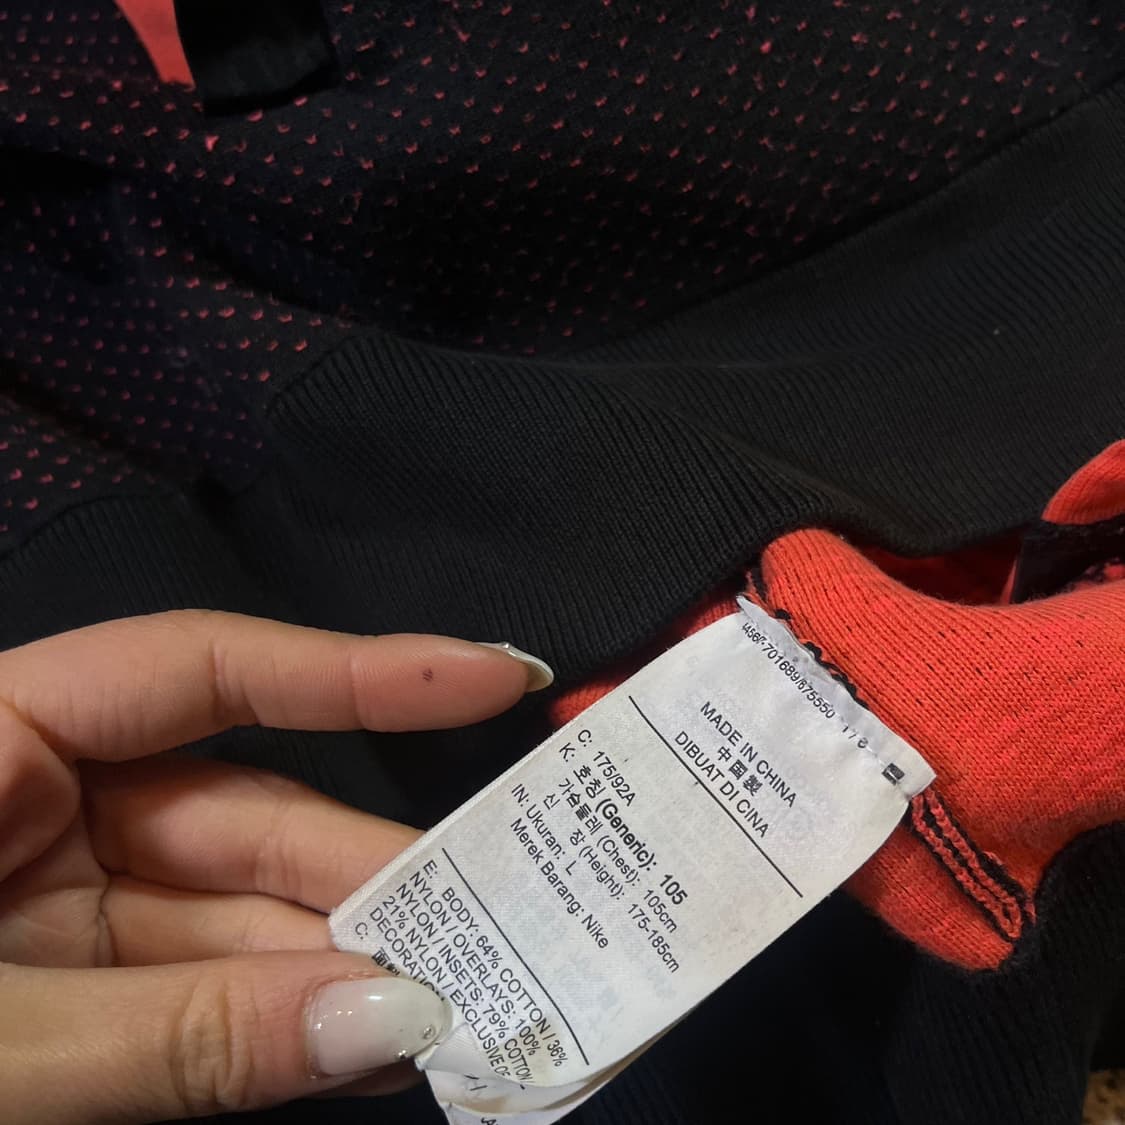 701689/675550
MADE IN CHINA
中国製
DIBUAT DI CINA
C: 175/92A
K: 호칭 (Generic): 105
가슴둘레 (Chest): 105cm
신 장 (Height): 175-185cm
IN: Ukuran: L
Merek Barang: Nike
E: BODY: 64% COTTON / 36%
NYLON / OVERLAYS: 100%
NYLON / INSETS: 79% COTTON/
21% NYLON / EXCLUSIVE OF
DECORATION
C: